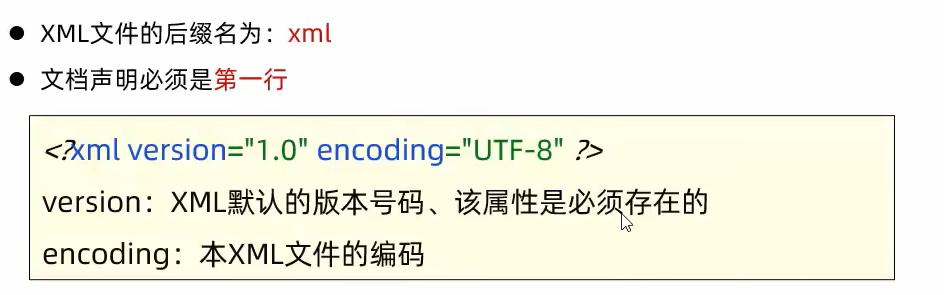 ● XML文件的后缀名为：xml
● 文档声明必须是第一行
<?xml version="1.0" encoding="UTF-8" ?>
version：XML默认的版本号码、该属性是必须存在的
encoding：本XML文件的编码